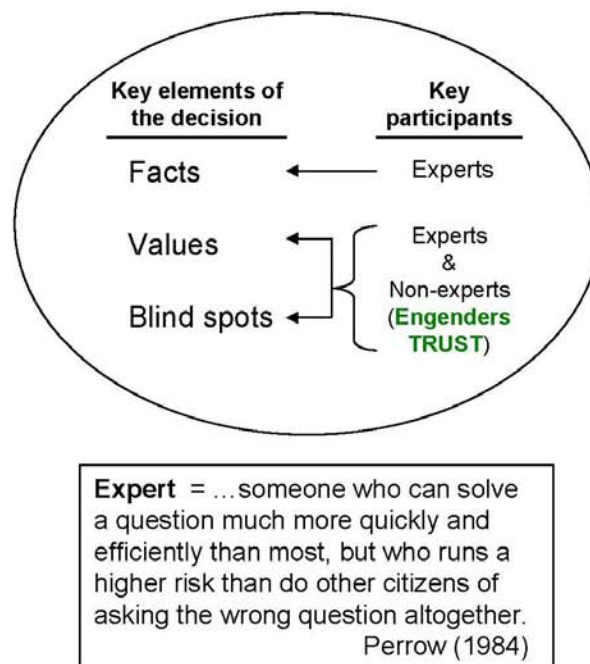 Key elements of
the decision
Key
participants
Facts
Experts
Values
Blind spots
Experts
&
Non-experts
(Engenders
TRUST)
Expert = ...someone who can solve
a question much more quickly and
efficiently than most, but who runs a
higher risk than do other citizens of
asking the wrong question altogether.
Perrow (1984)